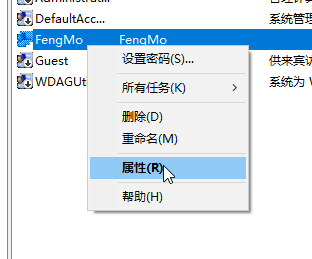 DefaultAcc... 系统管理
FengMo FengMo
设置密码(S)...
Guest 供来宾访
WDAGUt 系统为
所有任务(K)
删除(D)
重命名(M)
属性(R)
帮助(H)